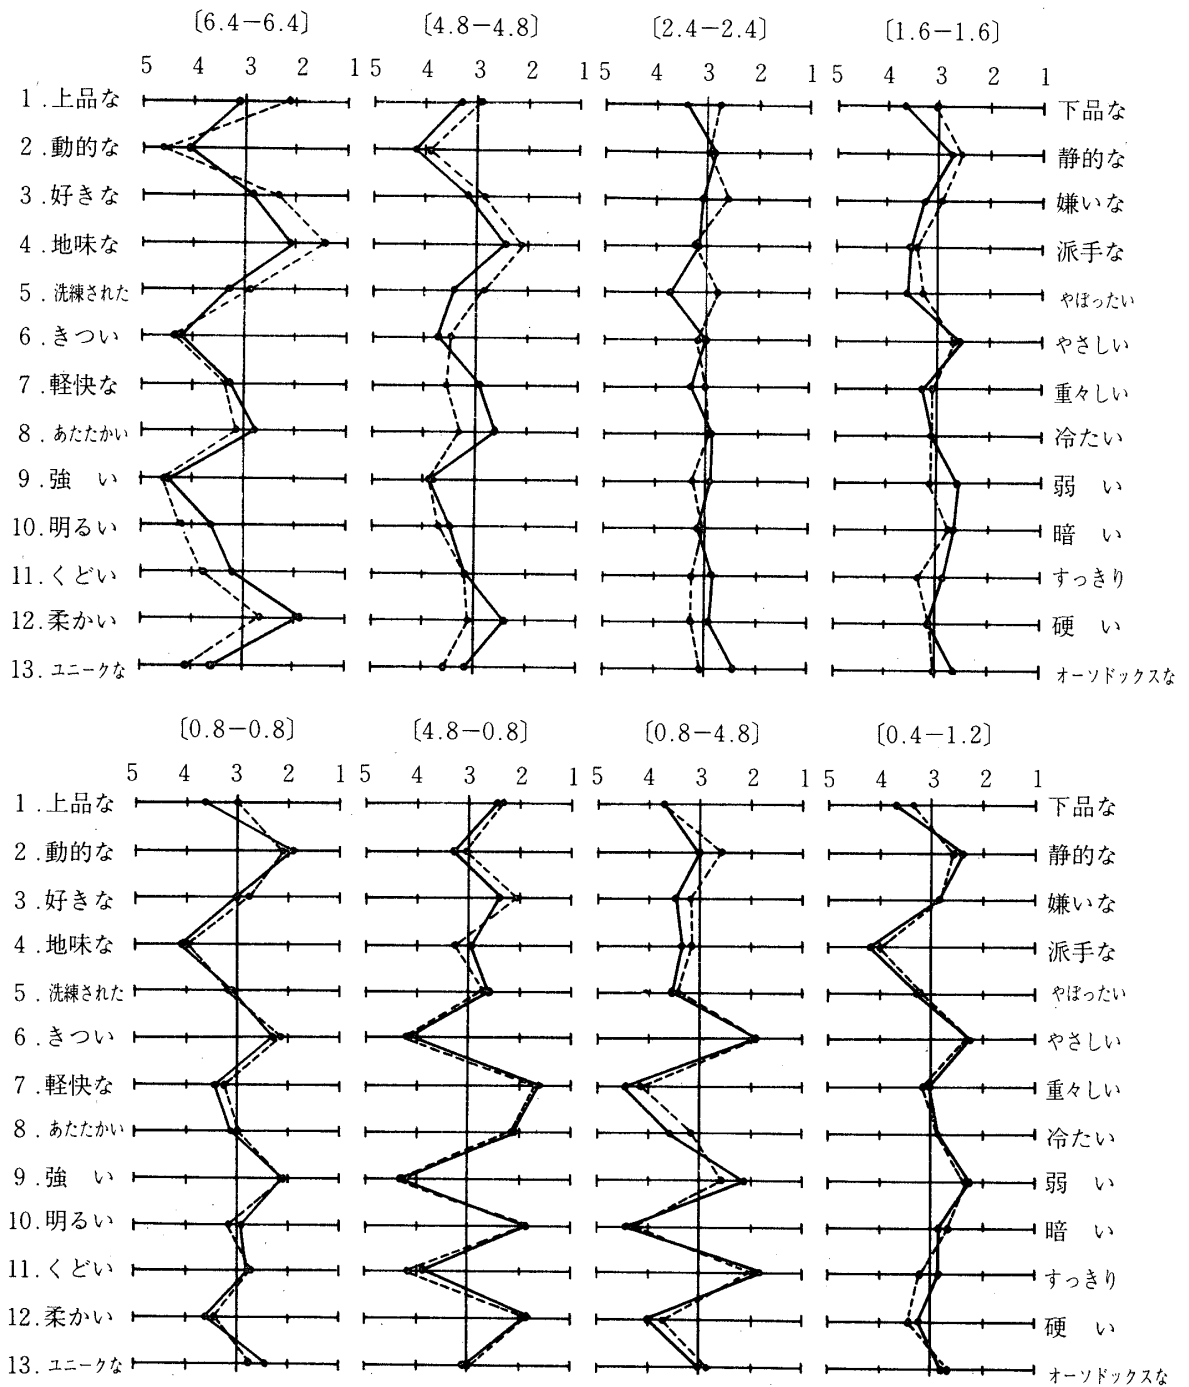 〔6.4−6.4〕 〔4.8−4.8〕 〔2.4−2.4〕 〔1.6−1.6〕
5 4 3 2 1 5 4 3 2 1 5 4 3 2 1 5 4 3 2 1
1.上品な 下品な
2.動的な 静的な
3.好きな 嫌いな
4.地味な 派手な
5.洗練された やぼったい
6.きつい やさしい
7.軽快な 重々しい
8.あたたかい 冷たい
9.強 い 弱 い
10.明るい 暗 い
11.くどい すっきり
12.柔かい 硬 い
13.ユニークな オーソドックスな
〔0.8−0.8〕 〔4.8−0.8〕 〔0.8−4.8〕 〔0.4−1.2〕
5 4 3 2 1 5 4 3 2 1 5 4 3 2 1 5 4 3 2 1
1.上品な 下品な
2.動的な 静的な
3.好きな 嫌いな
4.地味な 派手な
5.洗練された やぼったい
6.きつい やさしい
7.軽快な 重々しい
8.あたたかい 冷たい
9.強 い 弱 い
10.明るい 暗 い
11.くどい すっきり
12.柔かい 硬 い
13.ユニークな オーソドックスな